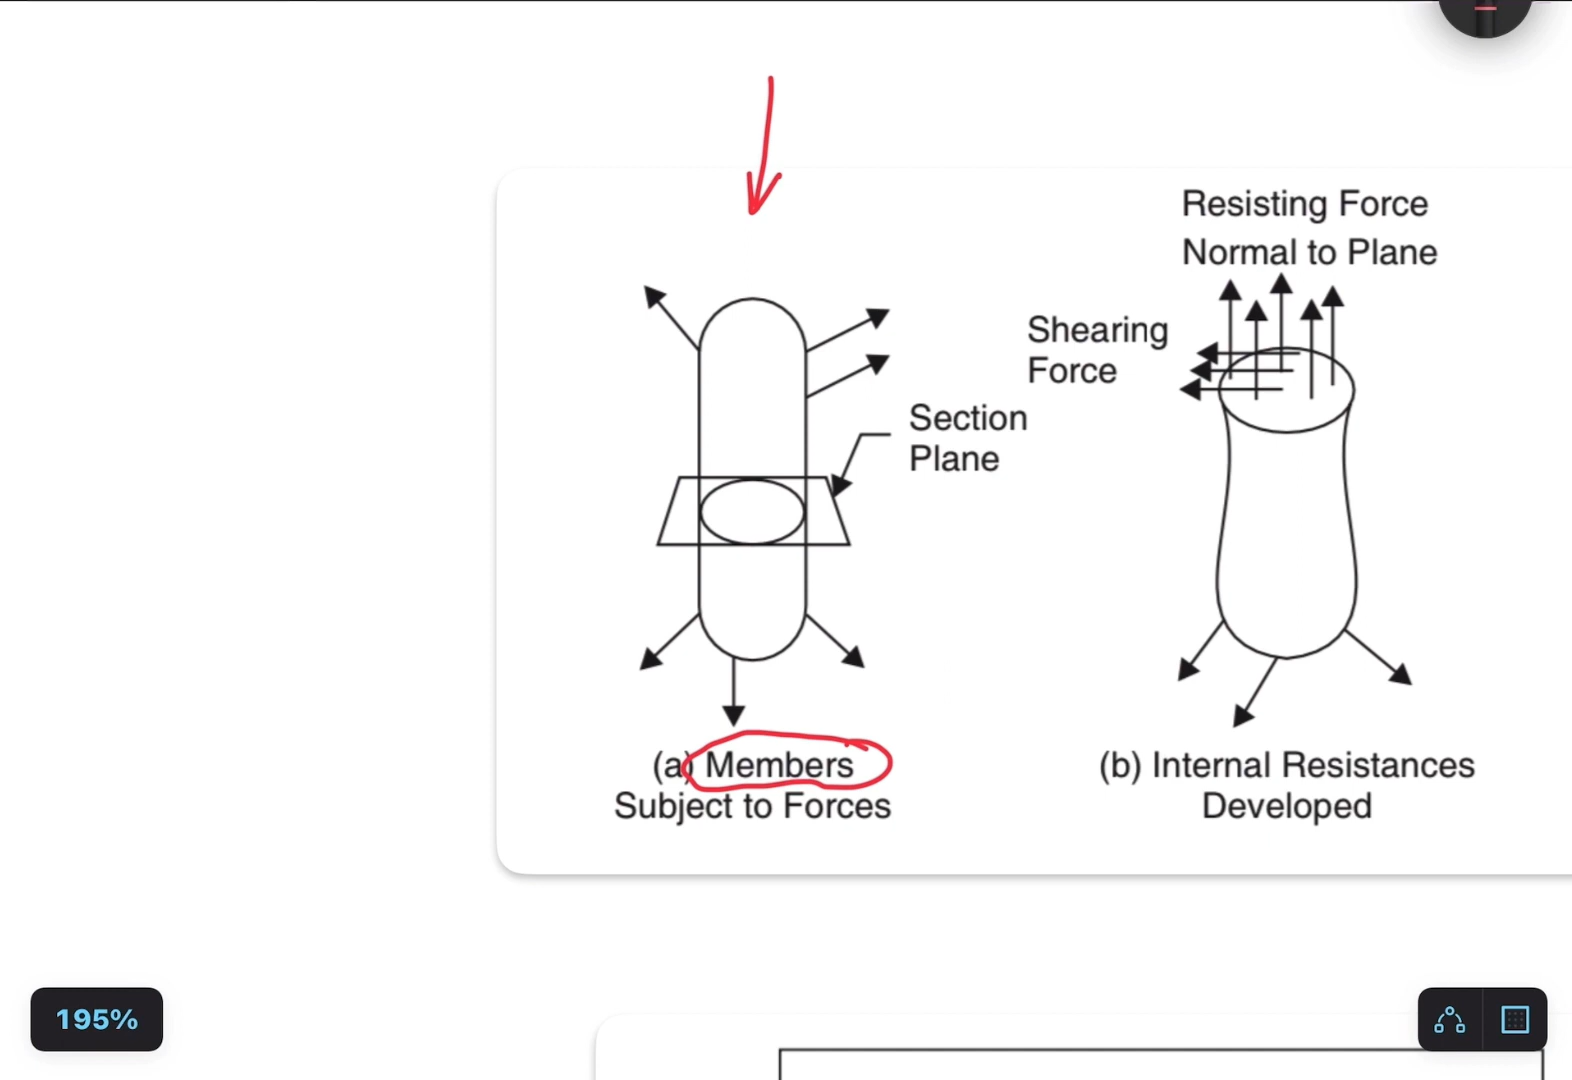 Resisting Force
Normal to Plane
Shearing
Force
Section
Plane
(a) Members
Subject to Forces
(b) Internal Resistances
Developed
195%